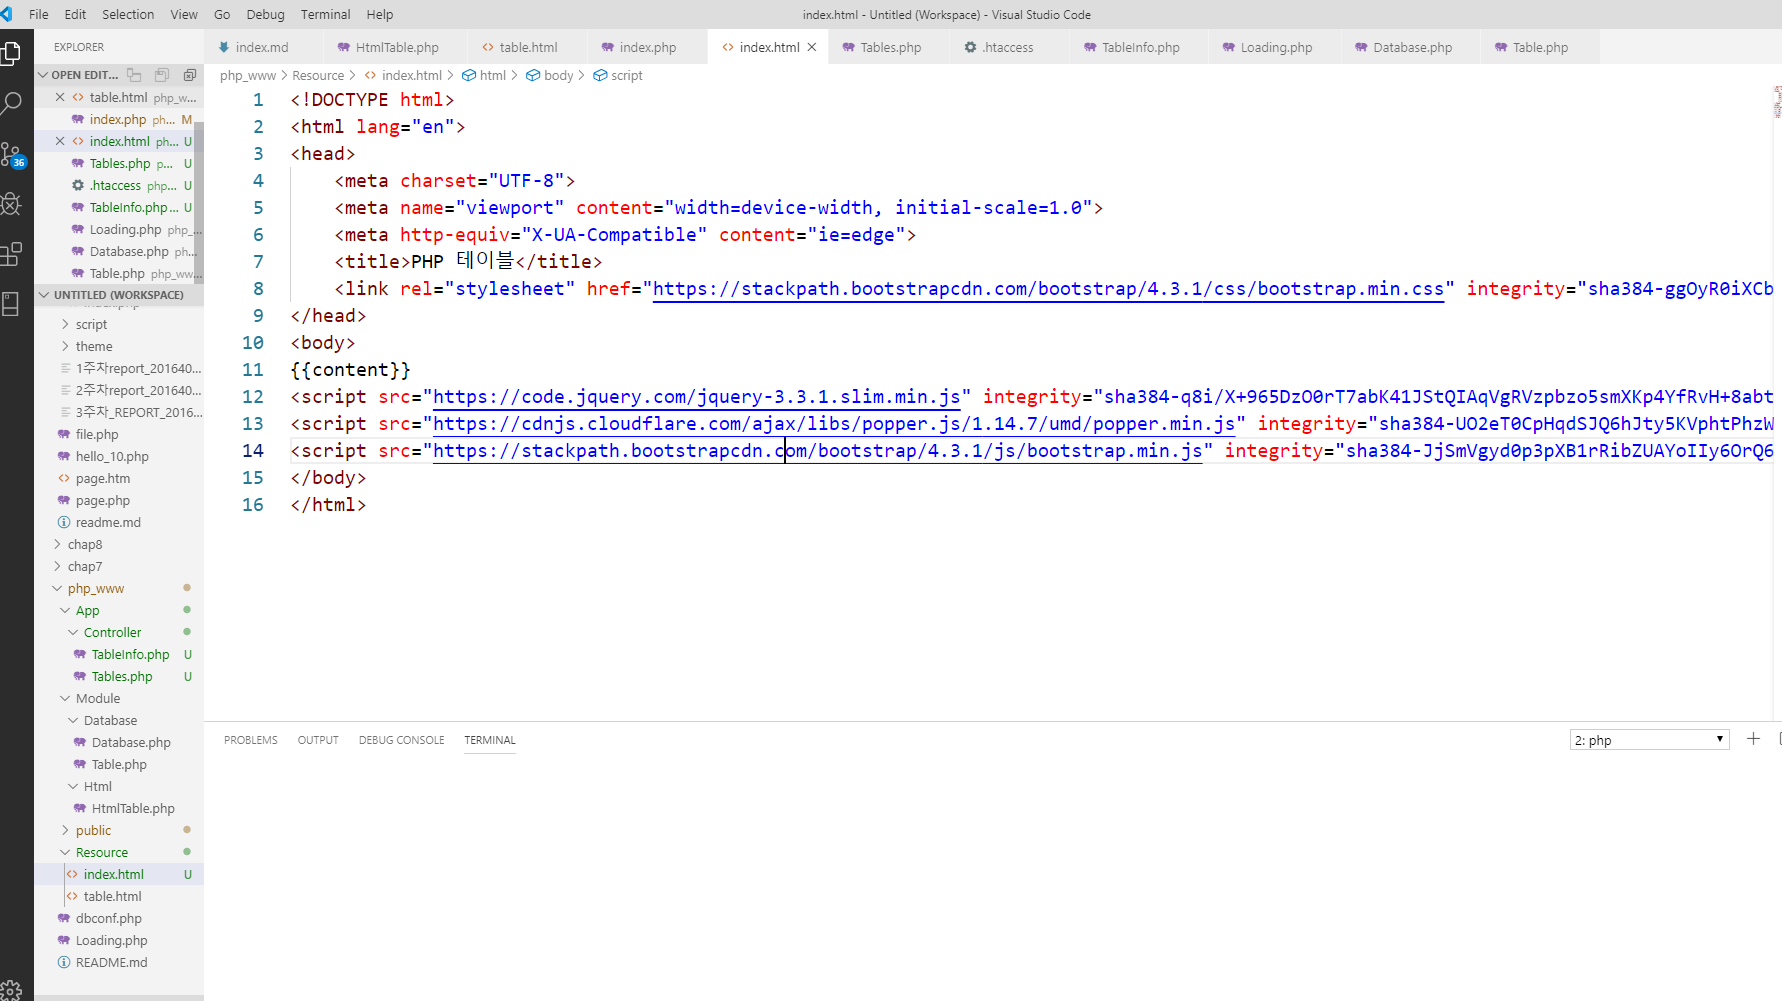 File Edit Selection View Go Debug Terminal Help
index.html - Untitled (Workspace) - Visual Studio Code
EXPLORER
index.md HtmlTable.php table.html index.php index.html Tables.php .htaccess TableInfo.php Loading.php Database.php Table.php
OPEN EDIT...
php_www > Resource > index.html > html > body > script
table.html php_w...
index.php ph... M
index.html ph... U
Tables.php p... U
.htaccess php... U
TableInfo.php ... U
Loading.php php_...
Database.php ph...
Table.php php_ww...
36
UNTITLED (WORKSPACE)
script
theme
1주차report_201640...
2주차report_201640...
3주차_REPORT_2016...
file.php
hello_10.php
page.htm
page.php
readme.md
chap8
chap7
php_www
App
Controller
TableInfo.php U
Tables.php U
Module
Database
Database.php
Table.php
Html
HtmlTable.php
public
Resource
index.html U
table.html
dbconf.php
Loading.php
README.md
1 <!DOCTYPE html>
2 <html lang="en">
3 <head>
4 <meta charset="UTF-8">
5 <meta name="viewport" content="width=device-width, initial-scale=1.0">
6 <meta http-equiv="X-UA-Compatible" content="ie=edge">
7 <title>PHP 테이블</title>
8 <link rel="stylesheet" href="https://stackpath.bootstrapcdn.com/bootstrap/4.3.1/css/bootstrap.min.css" integrity="sha384-ggOyR0iXCb
9 </head>
10 <body>
11 {{content}}
12 <script src="https://code.jquery.com/jquery-3.3.1.slim.min.js" integrity="sha384-q8i/X+965DzO0rT7abK41JStQIAqVgRVzpbzo5smXKp4YfRvH+8abt
13 <script src="https://cdnjs.cloudflare.com/ajax/libs/popper.js/1.14.7/umd/popper.min.js" integrity="sha384-UO2eT0CpHqdSJQ6hJty5KVphtPhzW
14 <script src="https://stackpath.bootstrapcdn.com/bootstrap/4.3.1/js/bootstrap.min.js" integrity="sha384-JjSmVgyd0p3pXB1rRibZUAYoIIy6OrQ6
15 </body>
16 </html>
PROBLEMS OUTPUT DEBUG CONSOLE TERMINAL
2: php